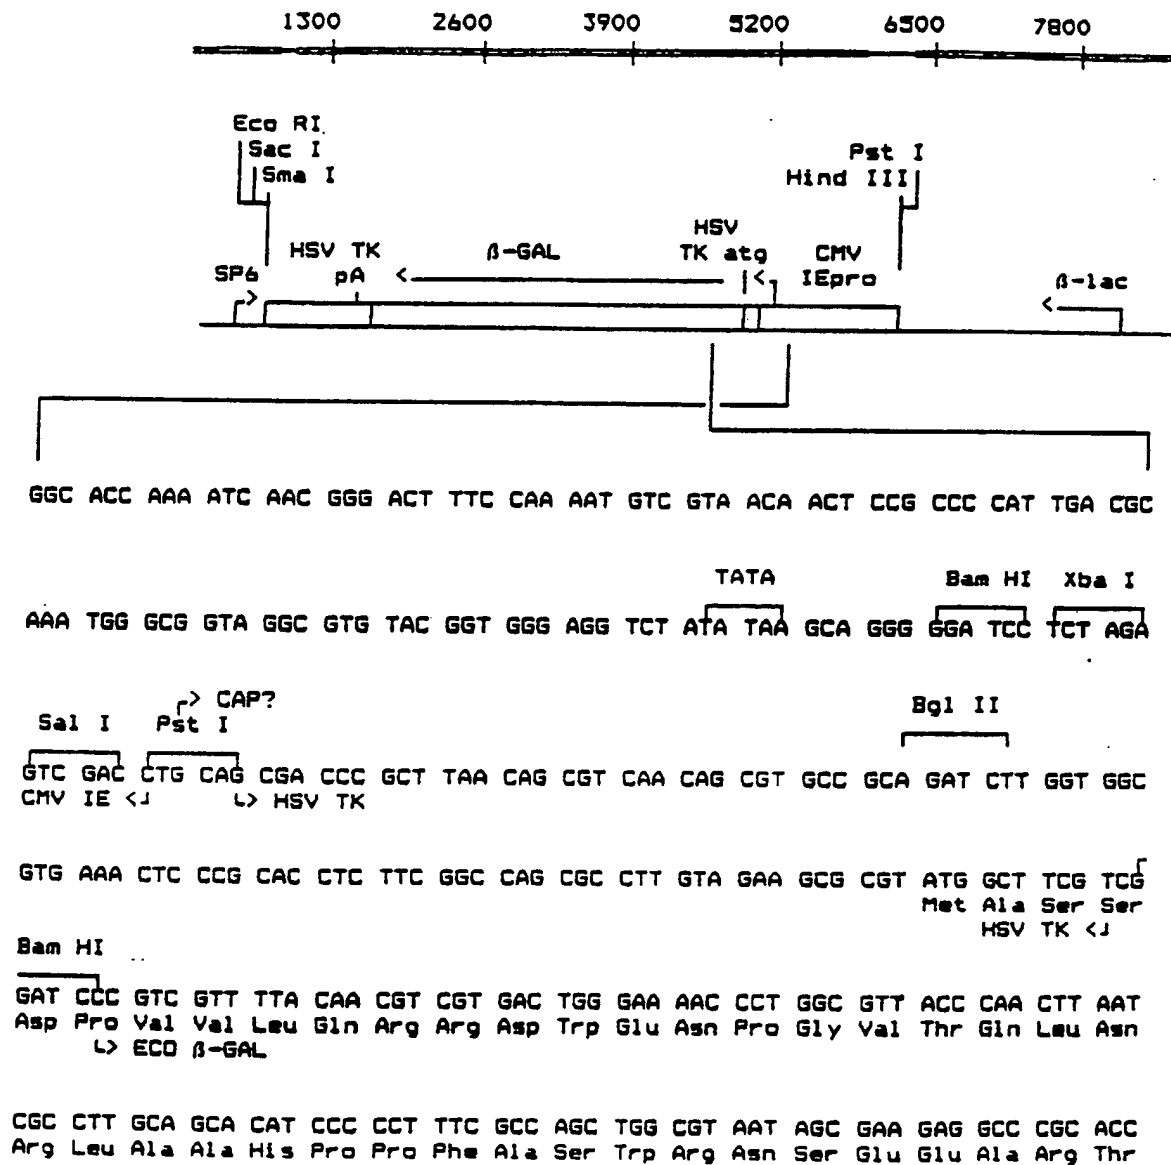 1300 2600 3900 5200 6500 7800
Eco RI
Sac I
Pst I
Sma I
Hind III
HSV TK
pA
β-GAL
HSV
TK atg
CMV
IEpro
SP6
β-lac
GGC ACC AAA ATC AAC GGG ACT TTC CAA AAT GTC GTA ACA ACT CCG CCC CAT TGA CGC
TATA
Bam HI
Xba I
AAA TGG GCG GTA GGC GTG TAC GGT GGG AGG TCT ATA TAA GCA GGG GGA TCC TCT AGA
> CAP?
Sal I
Pst I
Bgl II
GTC GAC CTG CAG CGA CCC GCT TAA CAG CGT CAA CAG CGT GCC GCA GAT CTT GGT GGC
CMV IE <
> HSV TK
GTG AAA CTC CCG CAC CTC TTC GGC CAG CGC CTT GTA GAA GCG CGT ATG GCT TCG TCG
Met Ala Ser Ser
HSV TK <
Bam HI
GAT CCC GTC GTT TTA CAA CGT CGT GAC TGG GAA AAC CCT GGC GTT ACC CAA CTT AAT
Asp Pro Val Val Leu Gln Arg Arg Asp Trp Glu Asn Pro Gly Val Thr Gln Leu Asn
> ECO β-GAL
CGC CTT GCA GCA CAT CCC CCT TTC GCC AGC TGG CGT AAT AGC GAA GAG GCC CGC ACC
Arg Leu Ala Ala His Pro Pro Phe Ala Ser Trp Arg Asn Ser Glu Glu Ala Arg Thr